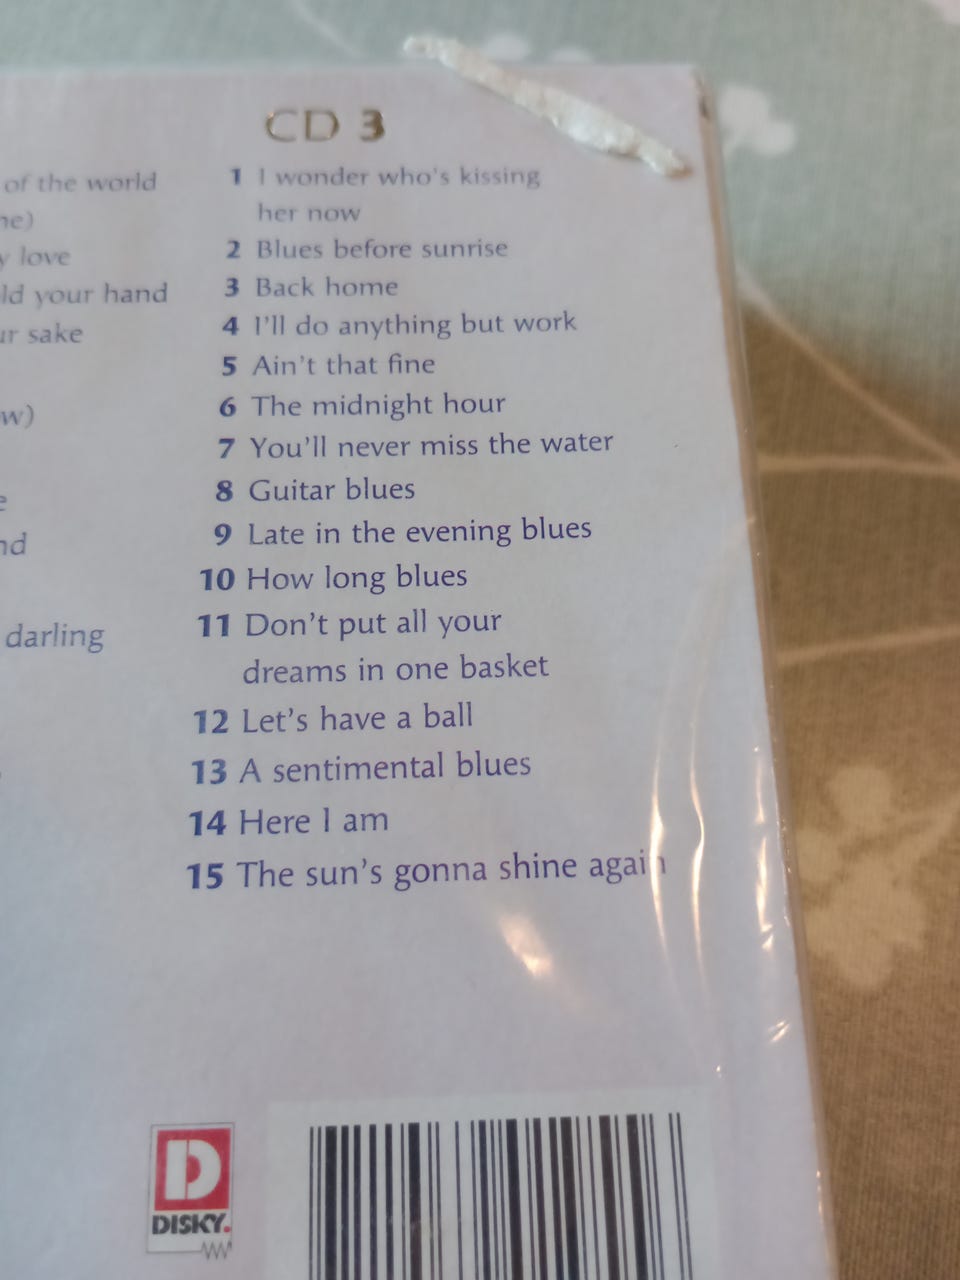 of the world
love
your hand
sake
darling
CD 3
1 I wonder who's kissing
her now
2 Blues before sunrise
3 Back home
4 I'll do anything but work
5 Ain't that fine
6 The midnight hour
7 You'll never miss the water
8 Guitar blues
9 Late in the evening blues
10 How long blues
11 Don't put all your
dreams in one basket
12 Let's have a ball
13 A sentimental blues
14 Here I am
15 The sun's gonna shine again
D
DISKY.